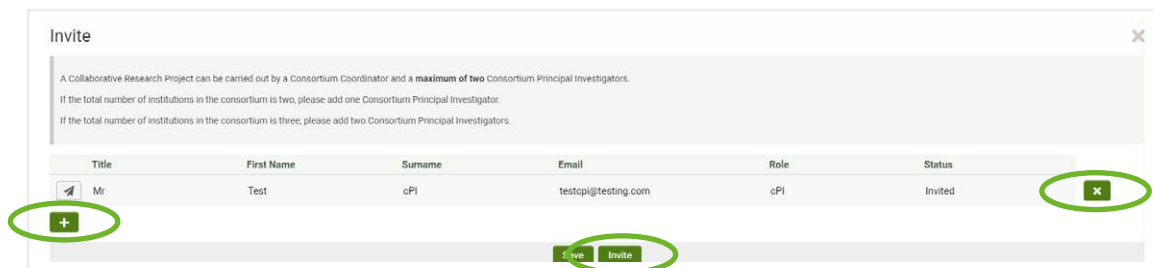 Invite
A Collaborative Research Project can be carried out by a Consortium Coordinator and a maximum of two Consortium Principal Investigators.
If the total number of institutions in the consortium is two, please add one Consortium Principal Investigator.
If the total number of institutions in the consortium is three, please add two Consortium Principal Investigators.
Title First Name Surname Email Role Status
Mr Test cPI testcpi@testing.com cPI Invited
Save Invite